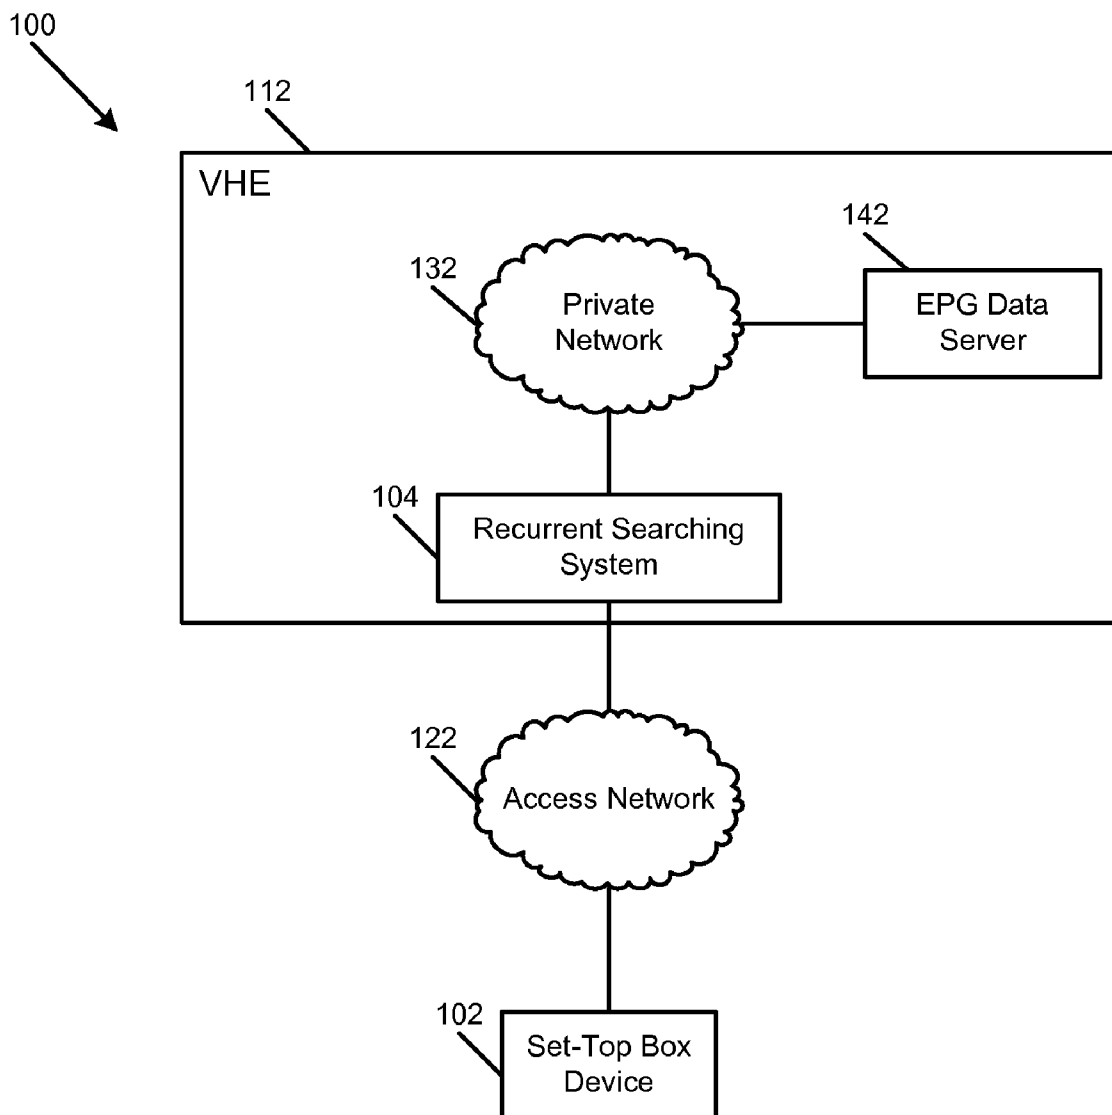 100
112
VHE
142
132
Private
Network
EPG Data
Server
104
Recurrent Searching
System
122
Access Network
102
Set-Top Box
Device